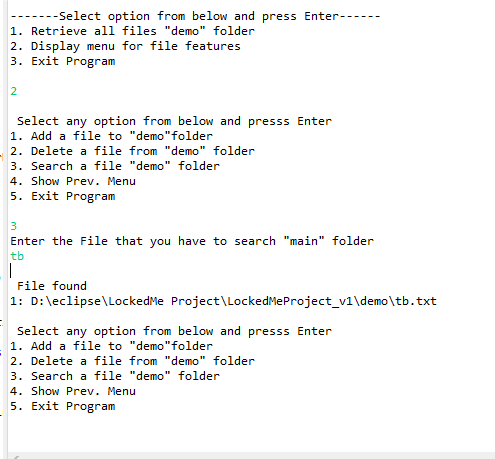 -------Select option from below and press Enter------
1. Retrieve all files "demo" folder
2. Display menu for file features
3. Exit Program
2
Select any option from below and presss Enter
1. Add a file to "demo"folder
2. Delete a file from "demo" folder
3. Search a file "demo" folder
4. Show Prev. Menu
5. Exit Program
3
Enter the File that you have to search "main" folder
tb
File found
1: D:\eclipse\LockedMe Project\LockedMeProject_v1\demo\tb.txt
Select any option from below and presss Enter
1. Add a file to "demo"folder
2. Delete a file from "demo" folder
3. Search a file "demo" folder
4. Show Prev. Menu
5. Exit Program